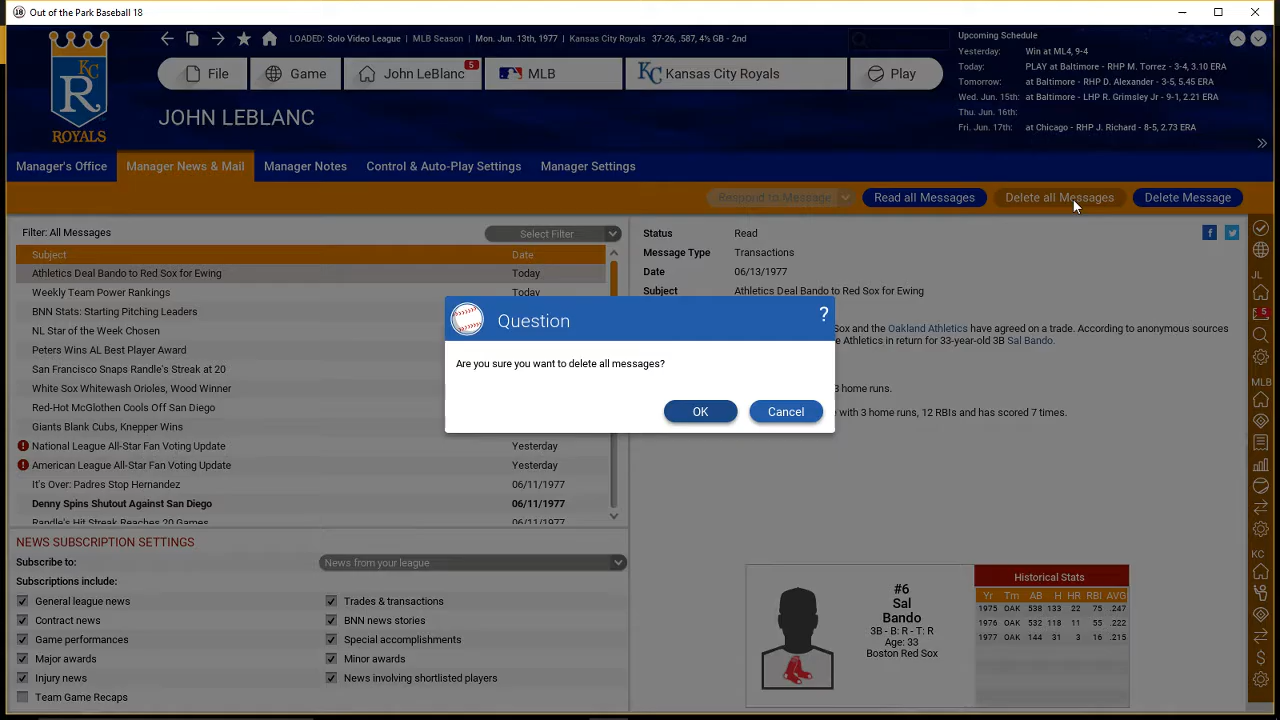 Out of the Park Baseball 18
LOADED: Solo Video League | MLB Season | Mon. Jun. 13th, 1977 | Kansas City Royals 37-26, .587, 4½ GB - 2nd
File
Game
John LeBlanc
5
MLB
Kansas City Royals
Play
Upcoming Schedule
Yesterday: Win at ML4, 9-4
Today: PLAY at Baltimore - RHP M. Torrez - 3-4, 3.10 ERA
Tomorrow: at Baltimore - RHP D. Alexander - 3-5, 5.45 ERA
Wed. Jun. 15th: at Baltimore - LHP R. Grimsley Jr - 9-1, 2.21 ERA
Thu. Jun. 16th:
Fri. Jun. 17th: at Chicago - RHP J. Richard - 8-5, 2.73 ERA
KC
R
ROYALS
JOHN LEBLANC
Manager's Office
Manager News & Mail
Manager Notes
Control & Auto-Play Settings
Manager Settings
Respond to Message
Read all Messages
Delete all Messages
Delete Message
Filter: All Messages
Select Filter
Subject Date
Athletics Deal Bando to Red Sox for Ewing Today
Weekly Team Power Rankings Today
BNN Stats: Starting Pitching Leaders
NL Star of the Week Chosen
Peters Wins AL Best Player Award
San Francisco Snaps Randle's Streak at 20
White Sox Whitewash Orioles, Wood Winner
Red-Hot McGlothen Cools Off San Diego
Giants Blank Cubs, Knepper Wins
National League All-Star Fan Voting Update Yesterday
American League All-Star Fan Voting Update Yesterday
It's Over: Padres Stop Hernandez 06/11/1977
Denny Spins Shutout Against San Diego 06/11/1977
Randle's Hit Streak Reaches 20 Games 06/11/1977
Status Read
Message Type Transactions
Date 06/13/1977
Subject Athletics Deal Bando to Red Sox for Ewing
Sox and the Oakland Athletics have agreed on a trade. According to anonymous sources
Athletics in return for 33-year-old 3B Sal Bando.
home runs.
with 3 home runs, 12 RBIs and has scored 7 times.
Question
?
Are you sure you want to delete all messages?
OK
Cancel
NEWS SUBSCRIPTION SETTINGS
Subscribe to: News from your league
Subscriptions include:
General league news
Trades & transactions
Contract news
BNN news stories
Game performances
Special accomplishments
Major awards
Minor awards
Injury news
News involving shortlisted players
Team Game Recaps
#6
Sal
Bando
3B - B: R - T: R
Age: 33
Boston Red Sox
Historical Stats
Yr Tm AB H HR RBI AVG
1975 OAK 538 133 22 75 .247
1976 OAK 532 118 11 55 .222
1977 OAK 144 31 3 16 .215
JL
5
MLB
KC